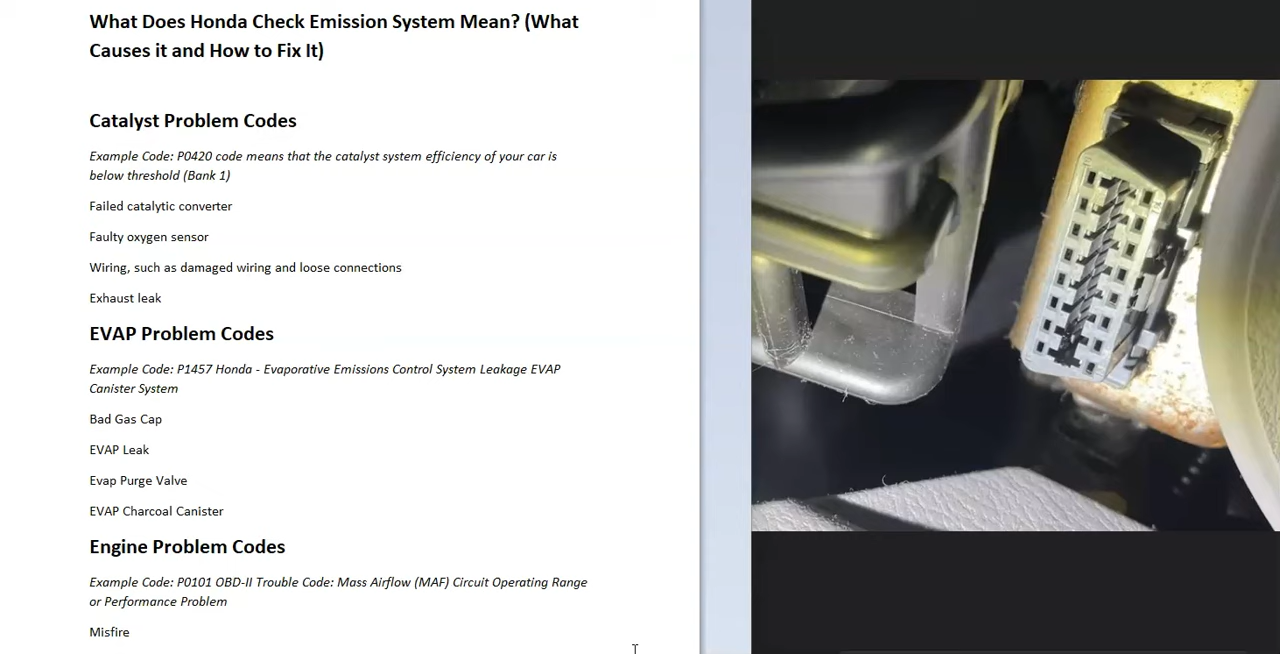 What Does Honda Check Emission System Mean? (What
Causes it and How to Fix It)
Catalyst Problem Codes
Example Code: P0420 code means that the catalyst system efficiency of your car is
below threshold (Bank 1)
Failed catalytic converter
Faulty oxygen sensor
Wiring, such as damaged wiring and loose connections
Exhaust leak
EVAP Problem Codes
Example Code: P1457 Honda - Evaporative Emissions Control System Leakage EVAP
Canister System
Bad Gas Cap
EVAP Leak
Evap Purge Valve
EVAP Charcoal Canister
Engine Problem Codes
Example Code: P0101 OBD-II Trouble Code: Mass Airflow (MAF) Circuit Operating Range
or Performance Problem
Misfire